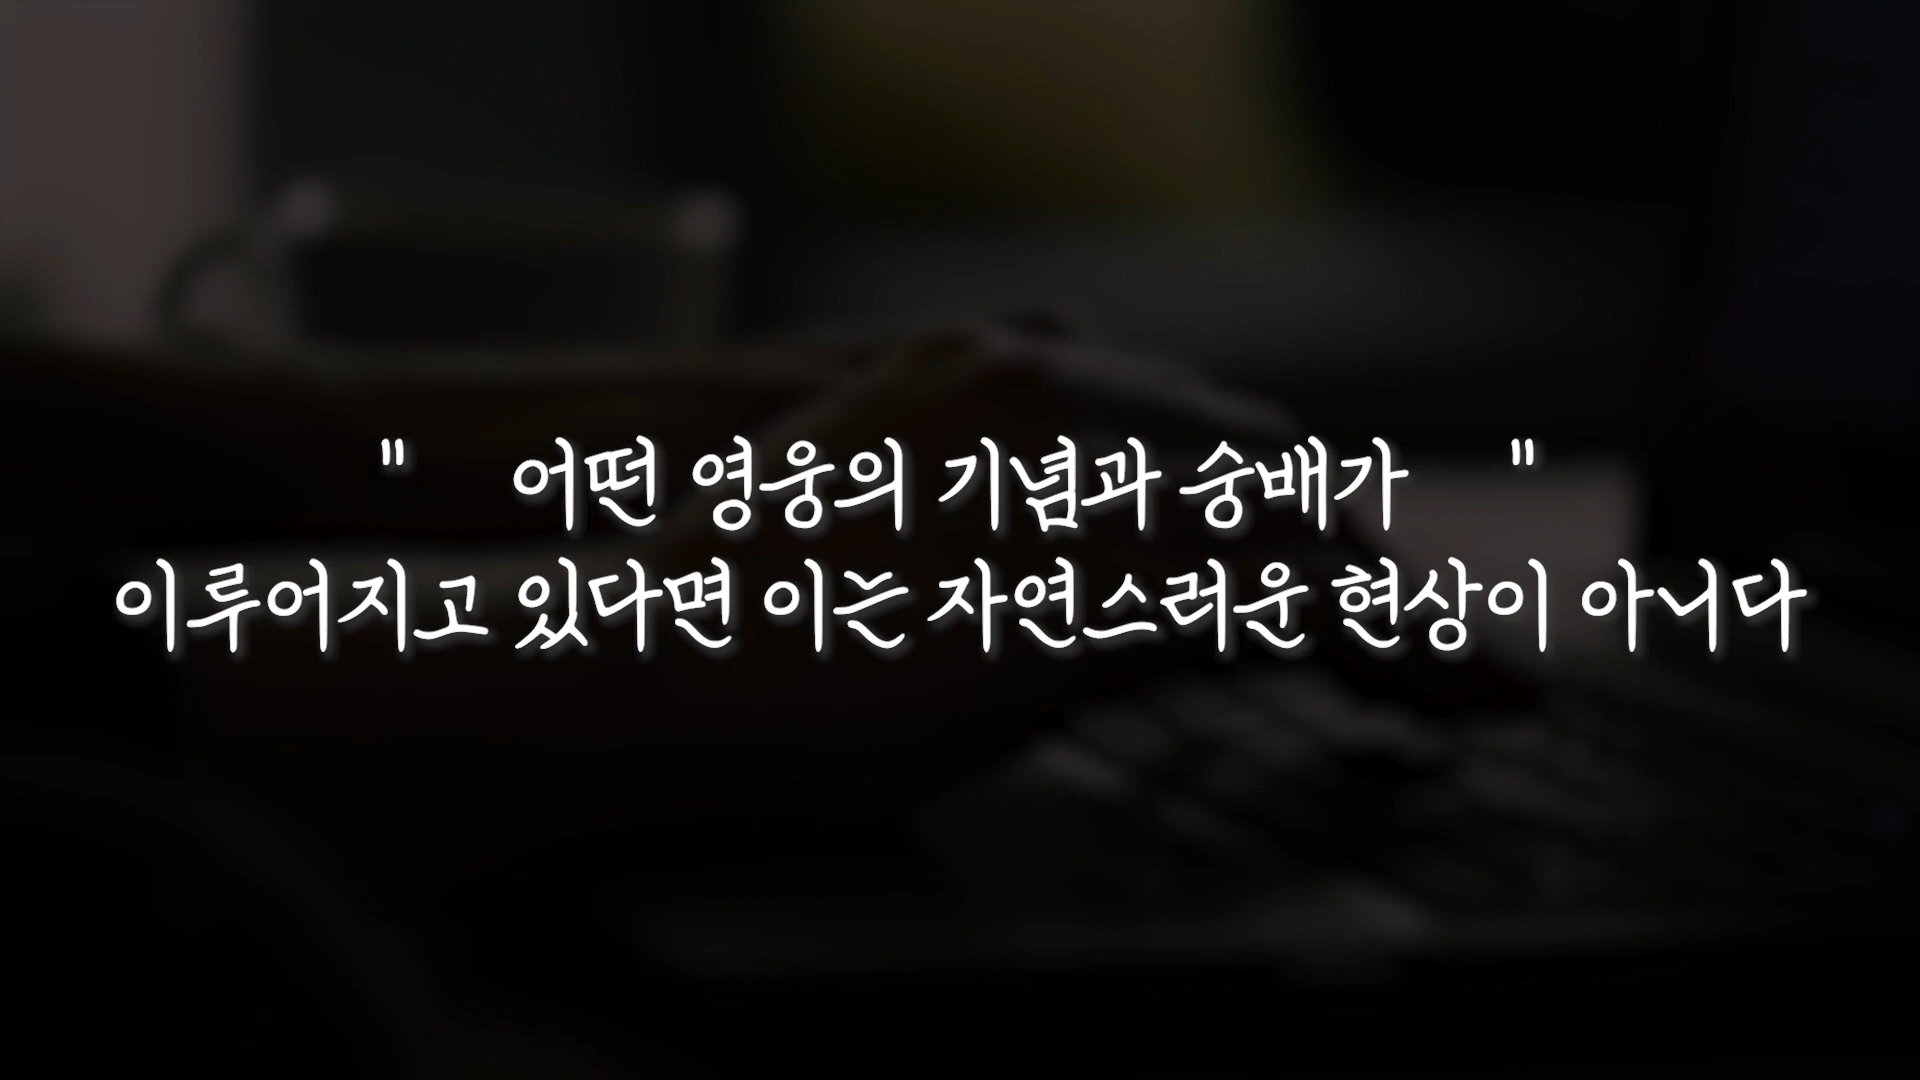 " 어떤 영웅의 기념과 숭배가 "
이루어지고 있다면 이는 자연스러운 현상이 아니다